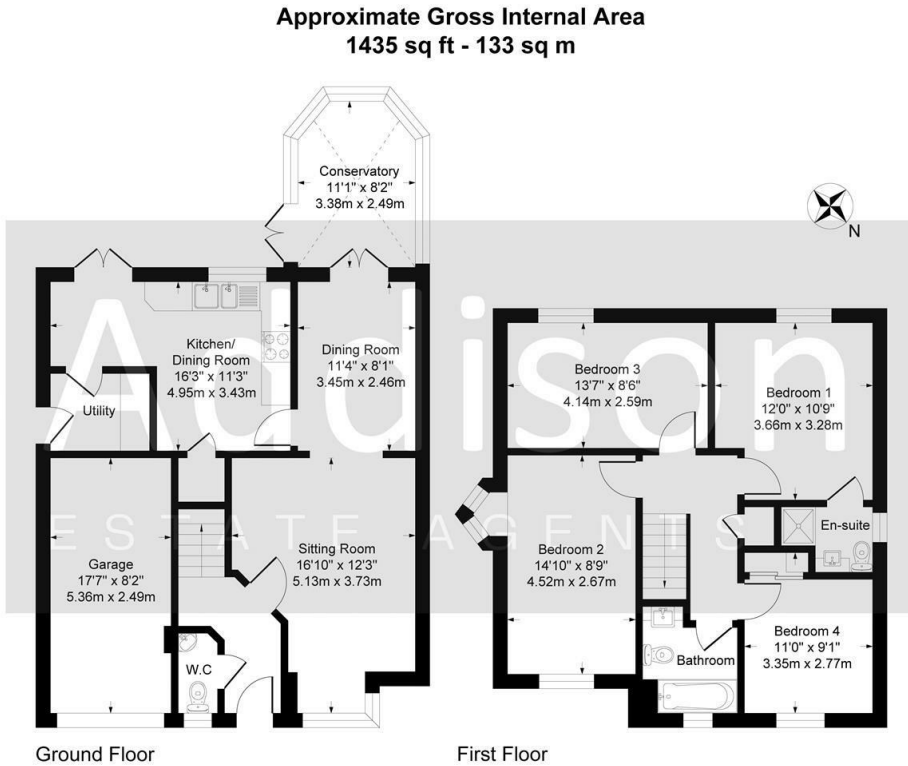 Approximate Gross Internal Area
1435 sq ft - 133 sq m
Conservatory
11'1" x 8'2"
3.38m x 2.49m
N
Addison
ESTATE AGENTS
Kitchen/
Dining Room
16'3" x 11'3"
4.95m x 3.43m
Dining Room
11'4" x 8'1"
3.45m x 2.46m
Utility
Garage
17'7" x 8'2"
5.36m x 2.49m
Sitting Room
16'10" x 12'3"
5.13m x 3.73m
W.C
Ground Floor
Bedroom 3
13'7" x 8'6"
4.14m x 2.59m
Bedroom 1
12'0" x 10'9"
3.66m x 3.28m
En-suite
Bedroom 2
14'10" x 8'9"
4.52m x 2.67m
Bathroom
Bedroom 4
11'0" x 9'1"
3.35m x 2.77m
First Floor